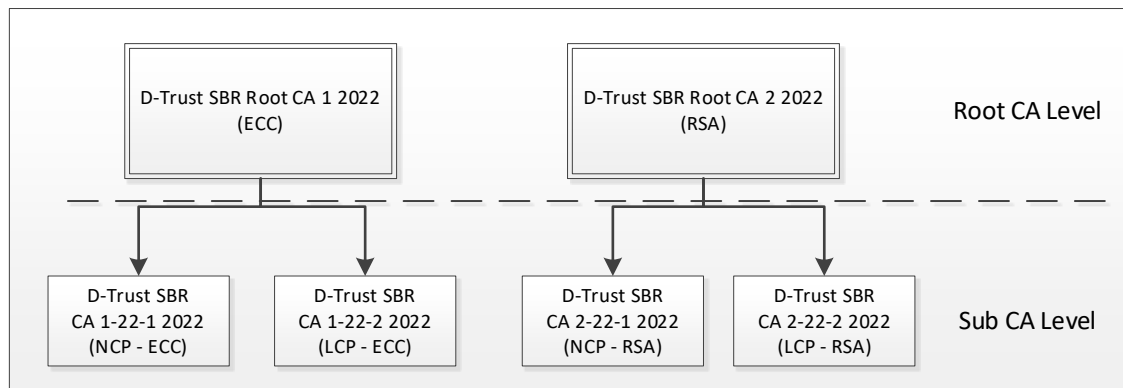 D-Trust SBR Root CA 1 2022
(ECC)
D-Trust SBR Root CA 2 2022
(RSA)
Root CA Level
D-Trust SBR
CA 1-22-1 2022
(NCP - ECC)
D-Trust SBR
CA 1-22-2 2022
(LCP - ECC)
D-Trust SBR
CA 2-22-1 2022
(NCP - RSA)
D-Trust SBR
CA 2-22-2 2022
(LCP - RSA)
Sub CA Level